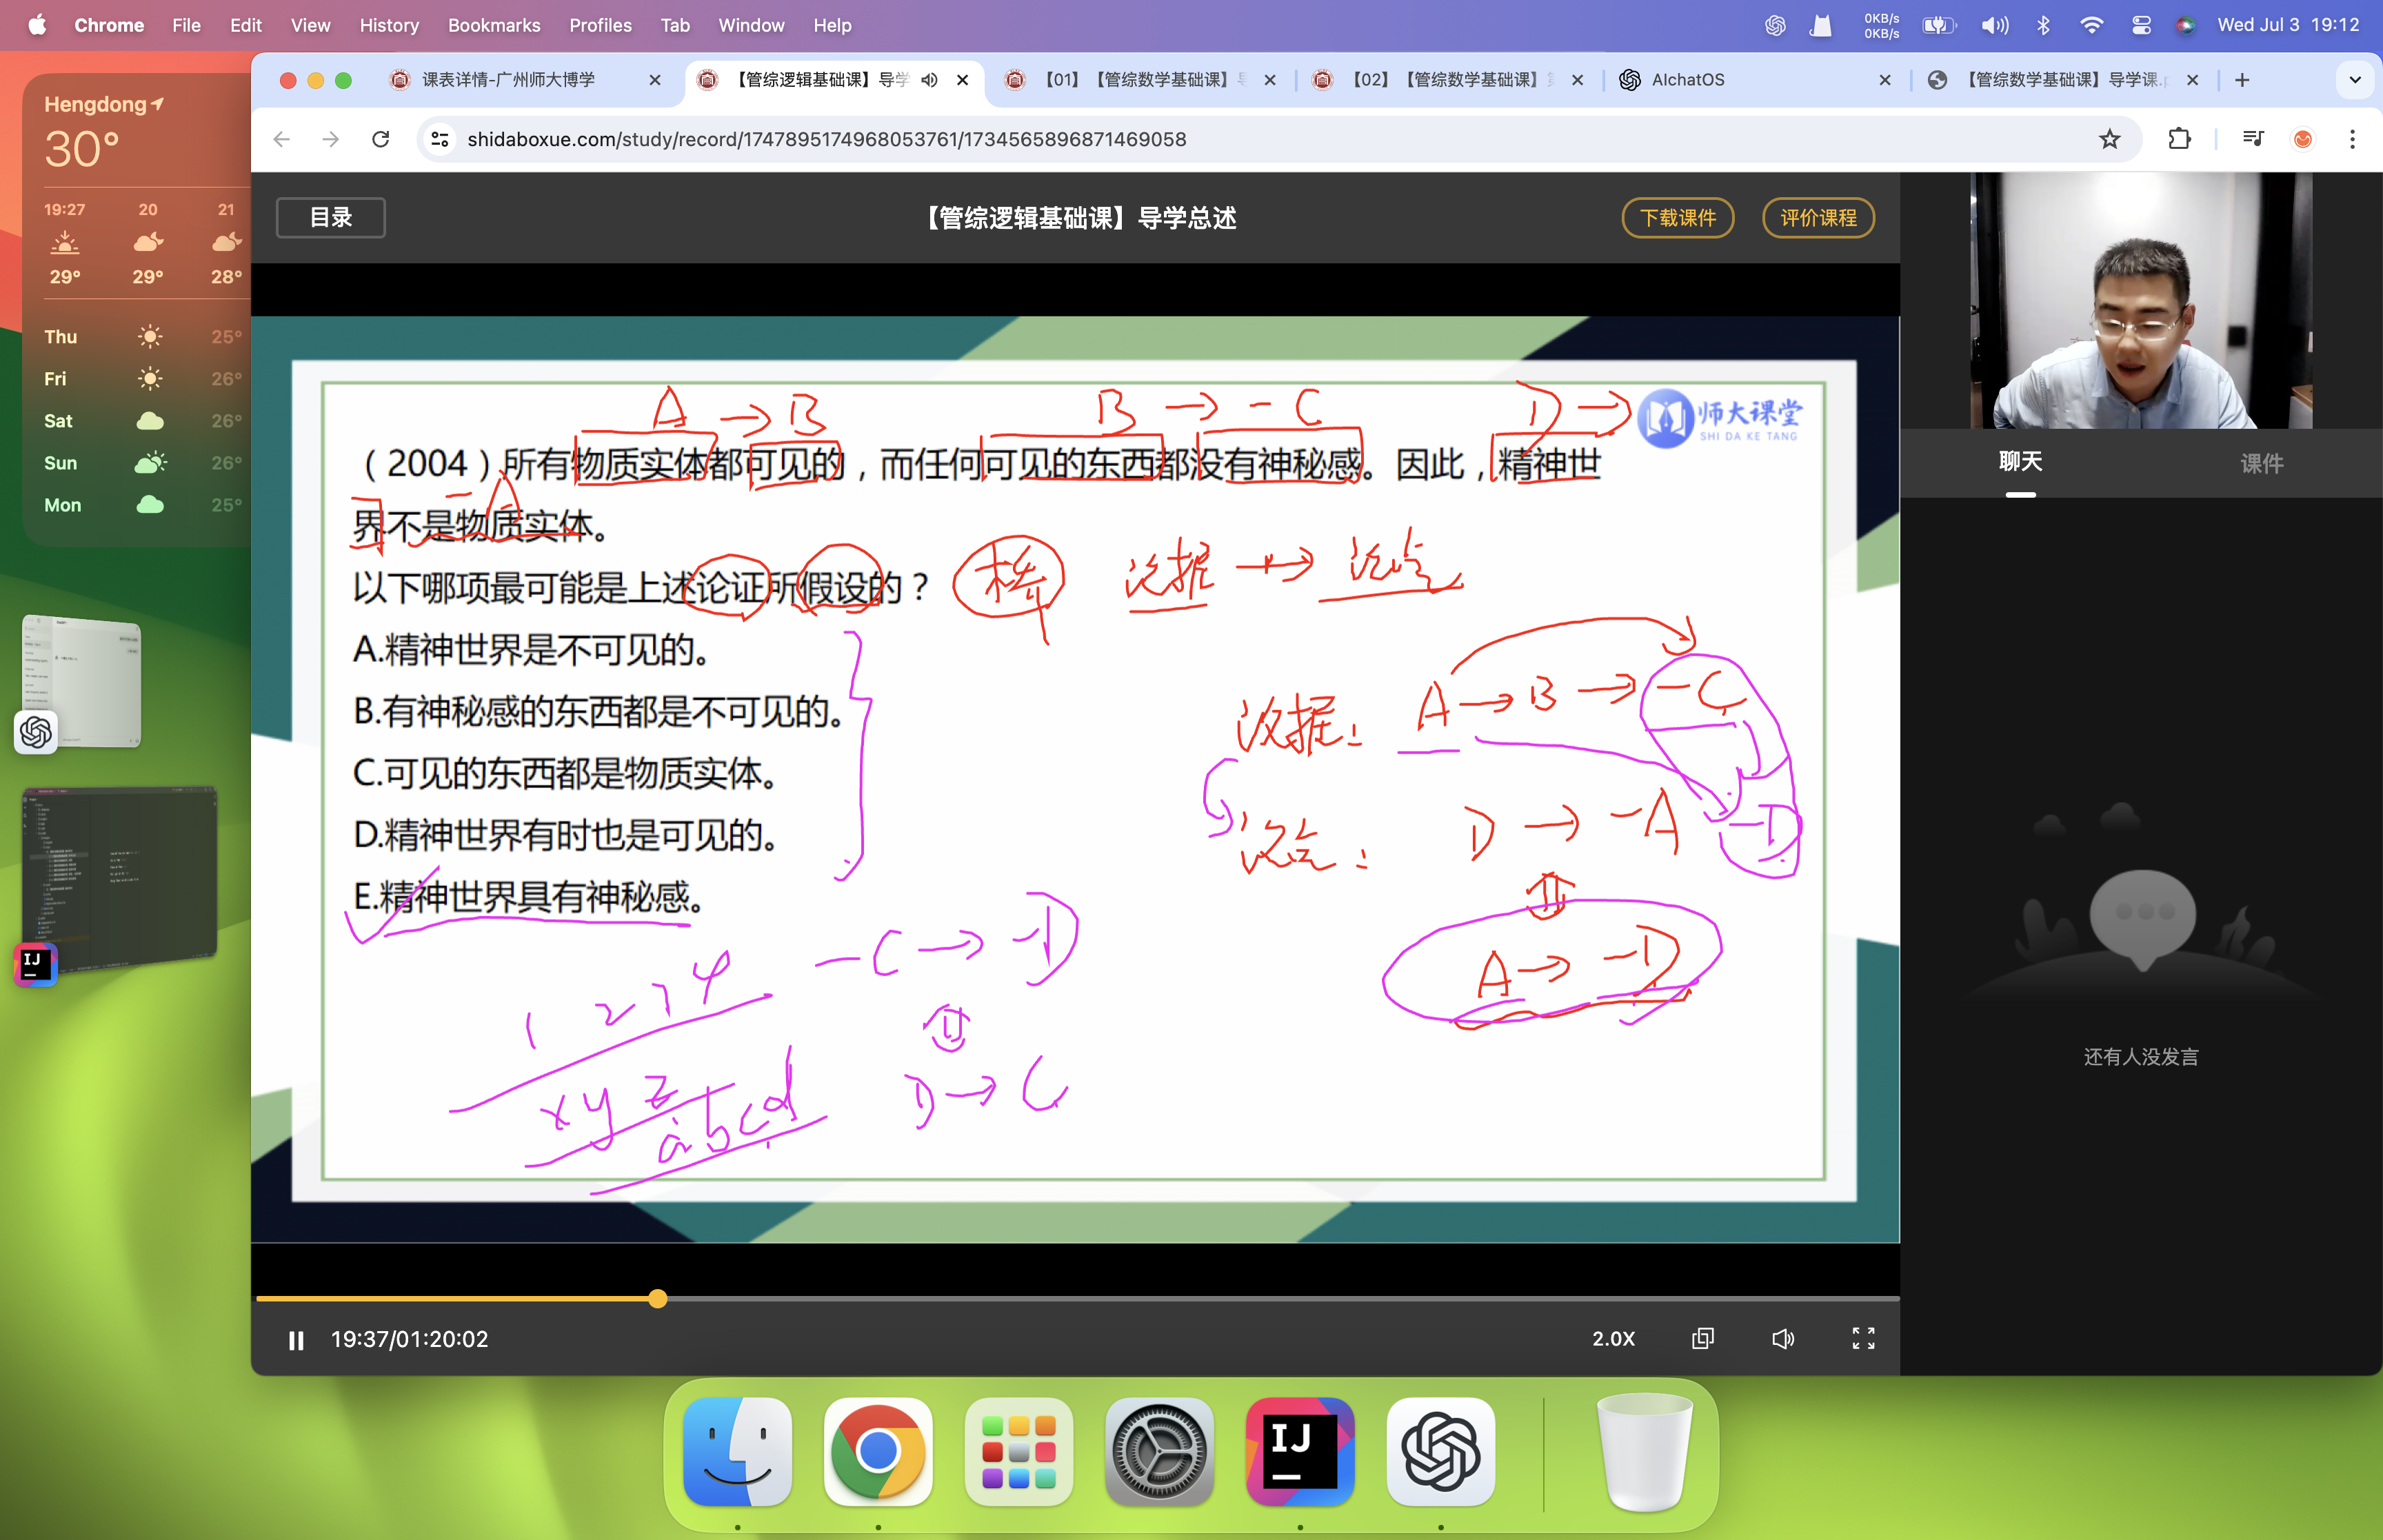 Chrome File Edit View History Bookmarks Profiles Tab Window Help
0KB/s
0KB/s
Wed Jul 3 19:12
Hengdong
30°
19:27 20 21
29° 29° 28°
Thu 25°
Fri 26°
Sat 26°
Sun 26°
Mon 25°
课表详情-广州师大博学
【管综逻辑基础课】导学
【01】【管综数学基础课】
【02】【管综数学基础课】
AIchatOS
【管综数学基础课】导学课.
shidaboxue.com/study/record/1747895174968053761/1734565896871469058
目录
【管综逻辑基础课】导学总述
下载课件
评价课程
A → B
B → - C
D →
师大课堂
SHI DA KE TANG
（2004）所有物质实体都可见的，而任何可见的东西都没有神秘感。因此，精神世
- A
界不是物质实体。
以下哪项最可能是上述论证所假设的？
论据 → 论点
A.精神世界是不可见的。
B.有神秘感的东西都是不可见的。
C.可见的东西都是物质实体。
D.精神世界有时也是可见的。
E.精神世界具有神秘感。
论据: A → B → - C
论点: D → - A
- D
A → - D
- C → - D
D → C
1 2 3 4
x y z
a b c d
聊天
课件
还有人没发言
19:37/01:20:02
2.0X
IJ
IJ